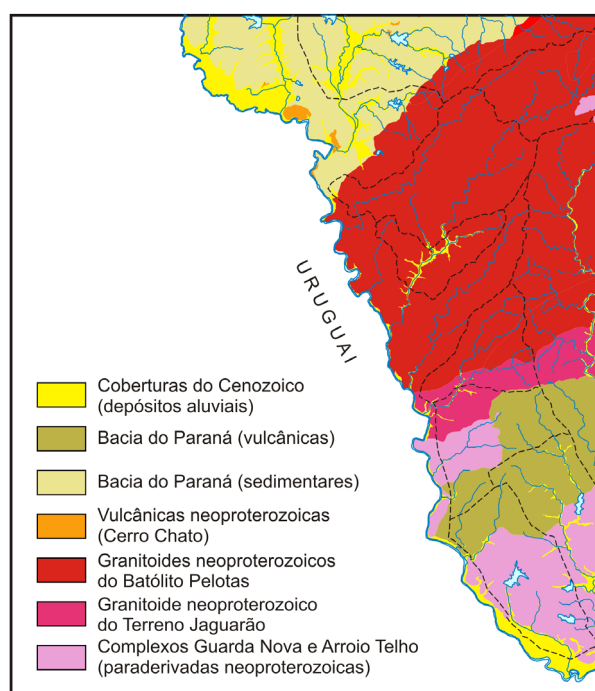 URUGUAI
Coberturas do Cenozoico
(depósitos aluviais)
Bacia do Paraná (vulcânicas)
Bacia do Paraná (sedimentares)
Vulcânicas neoproterozoicas
(Cerro Chato)
Granitoides neoproterozoicos
do Batólito Pelotas
Granitoide neoproterozoico
do Terreno Jaguarão
Complexos Guarda Nova e Arroio Telho
(paraderivadas neoproterozoicas)